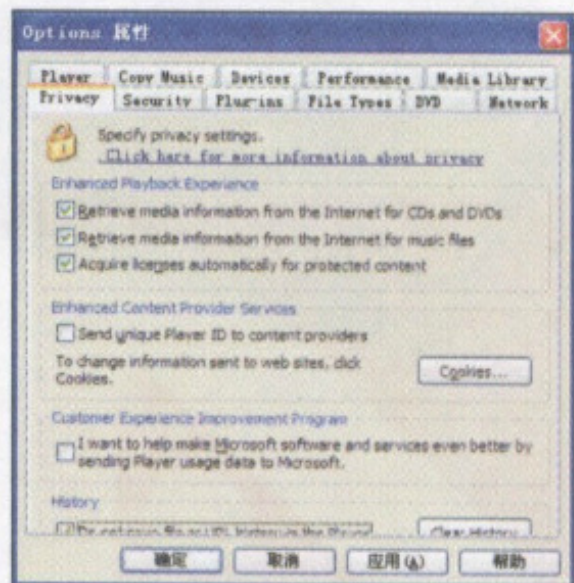 Options 属性
Player Copy Music Devices Performance Media Library
Privacy Security Plug-ins File Types DVD Network
Specify privacy settings.
Click here for more information about privacy
Enhanced Playback Experience
Retrieve media information from the Internet for CDs and DVDs
Retrieve media information from the Internet for music files
Acquire licenses automatically for protected content
Enhanced Content Provider Services
Send unique Player ID to content providers
To change information sent to web sites, click
Cookies.
Cookies...
Customer Experience Improvement Program
I want to help make Microsoft software and services even better by
sending Player usage data to Microsoft.
History
Clear History
确定 取消 应用(A) 帮助